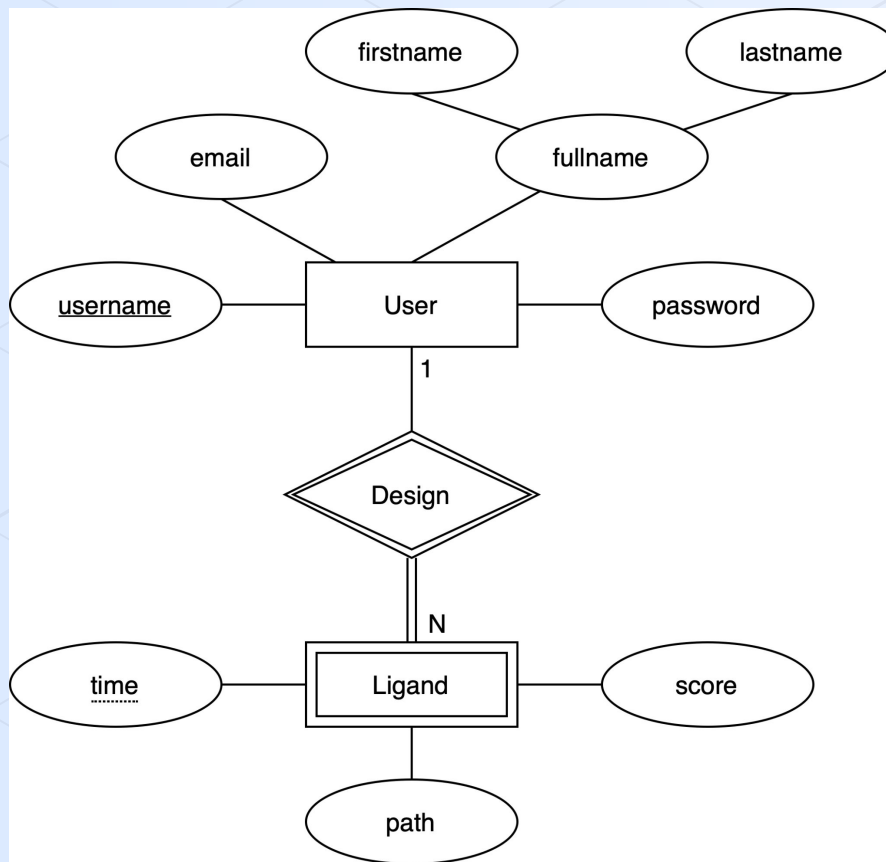 firstname
lastname
email
fullname
username
User
password
1
Design
N
time
Ligand
score
path